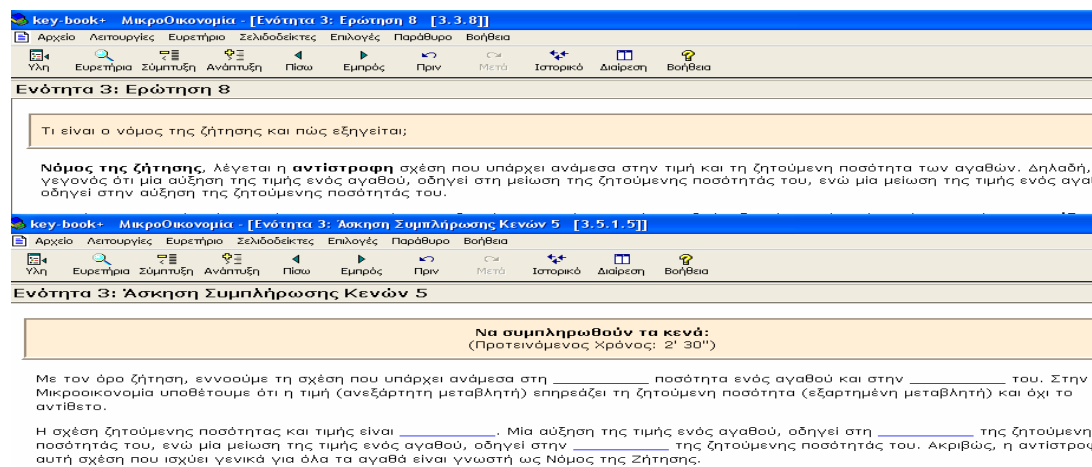 key-book+ ΜικροΟικονομία - [Ενότητα 3: Ερώτηση 8 [3.3.8]]
Αρχείο Λειτουργίες Ευρετήριο Σελιδοδείκτες Επιλογές Παράθυρο Βοήθεια
Ύλη Ευρετήρια Σύμπτυξη Ανάπτυξη Πίσω Εμπρός Πριν Μετά Ιστορικό Διαίρεση Βοήθεια
Ενότητα 3: Ερώτηση 8
Τι είναι ο νόμος της ζήτησης και πώς εξηγείται;
Νόμος της ζήτησης, λέγεται η αντίστροφη σχέση που υπάρχει ανάμεσα στην τιμή και τη ζητούμενη ποσότητα των αγαθών. Δηλαδή,
γεγονός ότι μία αύξηση της τιμής ενός αγαθού, οδηγεί στη μείωση της ζητούμενης ποσότητάς του, ενώ μία μείωση της τιμής ενός αγα
οδηγεί στην αύξηση της ζητούμενης ποσότητάς του.
key-book+ ΜικροΟικονομία - [Ενότητα 3: Άσκηση Συμπλήρωσης Κενών 5 [3.5.1.5]]
Αρχείο Λειτουργίες Ευρετήριο Σελιδοδείκτες Επιλογές Παράθυρο Βοήθεια
Ύλη Ευρετήρια Σύμπτυξη Ανάπτυξη Πίσω Εμπρός Πριν Μετά Ιστορικό Διαίρεση Βοήθεια
Ενότητα 3: Άσκηση Συμπλήρωσης Κενών 5
Να συμπληρωθούν τα κενά:
(Προτεινόμενος Χρόνος: 2' 30")
Με τον όρο ζήτηση, εννοούμε τη σχέση που υπάρχει ανάμεσα στη __________ ποσότητα ενός αγαθού και στην __________ του. Στην
Μικροοικονομία υποθέτουμε ότι η τιμή (ανεξάρτητη μεταβλητή) επηρεάζει τη ζητούμενη ποσότητα (εξαρτημένη μεταβλητή) και όχι το
αντίθετο.
Η σχέση ζητούμενης ποσότητας και τιμής είναι __________. Μία αύξηση της τιμής ενός αγαθού, οδηγεί στη __________ της ζητούμεν
ποσότητάς του, ενώ μία μείωση της τιμής ενός αγαθού, οδηγεί στην __________ της ζητούμενης ποσότητάς του. Ακριβώς, η αντίστρο
αυτή σχέση που ισχύει γενικά για όλα τα αγαθά είναι γνωστή ως Νόμος της Ζήτησης.